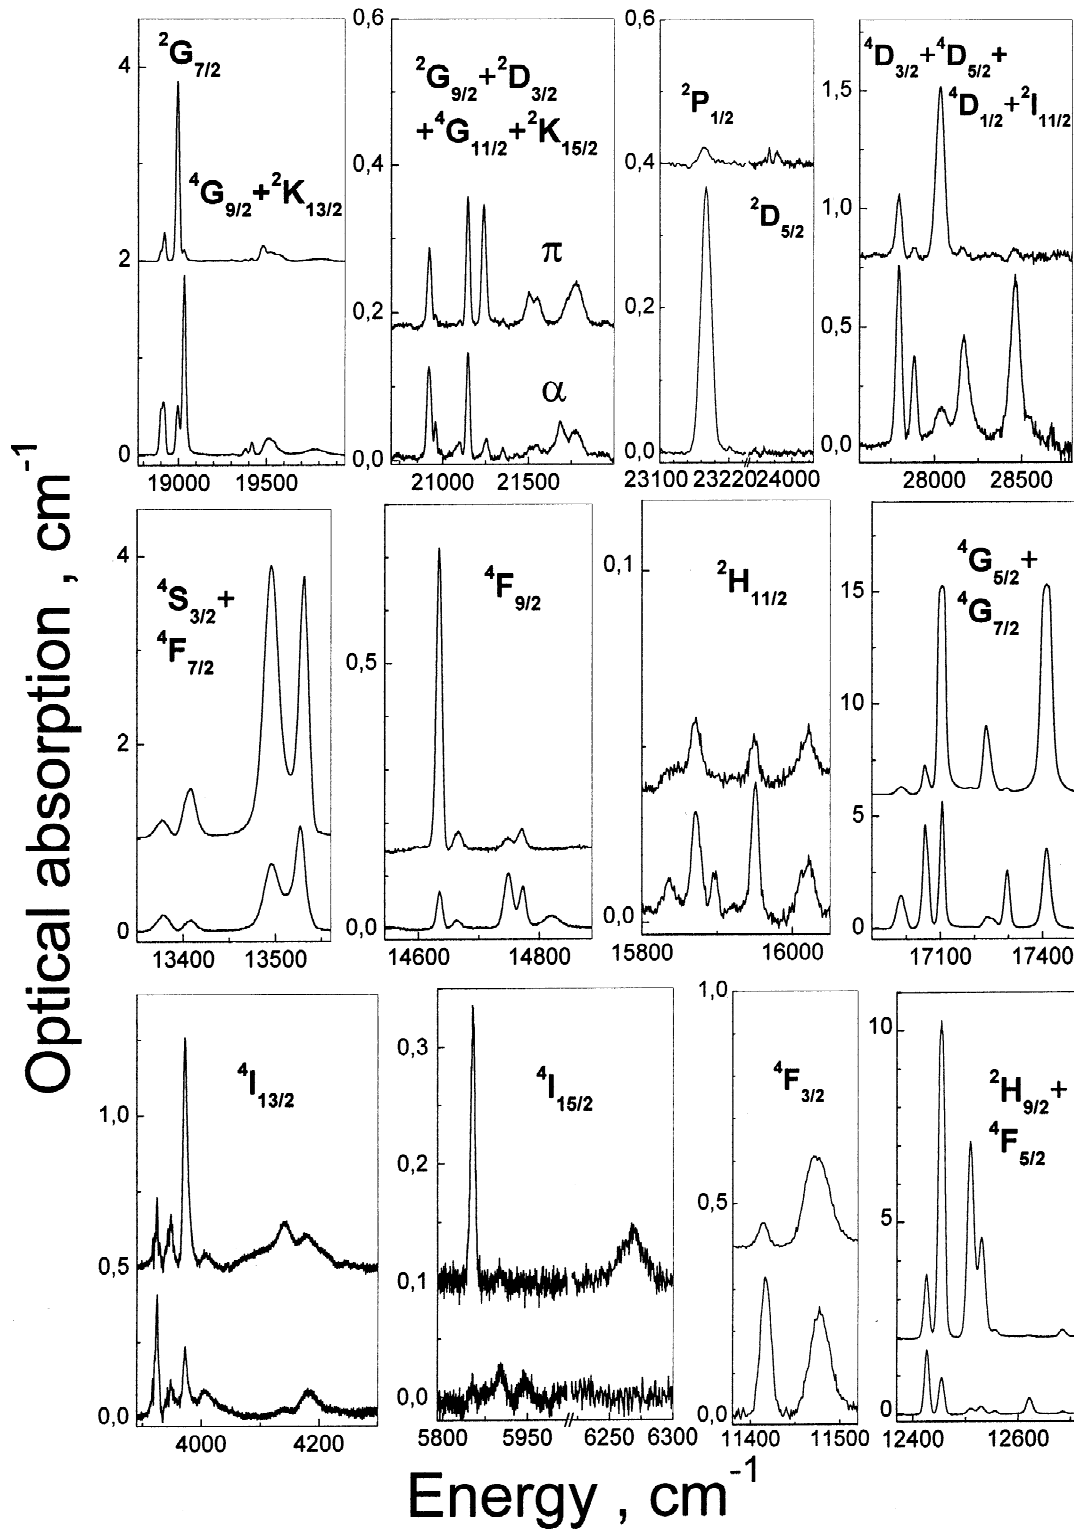 Optical absorption , cm⁻¹
²G₇/₂
⁴G₉/₂+²K₁₃/₂
4
2
0
19000 19500
²G₉/₂+²D₃/₂
+⁴G₁₁/₂+²K₁₅/₂
π
α
0,6
0,4
0,2
0,0
21000 21500
²P₁/₂
²D₅/₂
0,6
0,4
0,2
0,0
23100 23220 24000
⁴D₃/₂+⁴D₅/₂+
⁴D₁/₂+²I₁₁/₂
1,5
1,0
0,5
0,0
28000 28500
⁴S₃/₂+
⁴F₇/₂
4
2
0
13400 13500
⁴F₉/₂
0,5
0,0
14600 14800
²H₁₁/₂
0,1
0,0
15800 16000
⁴G₅/₂+
⁴G₇/₂
15
10
5
0
17100 17400
⁴I₁₃/₂
1,0
0,5
0,0
4000 4200
⁴I₁₅/₂
0,3
0,2
0,1
0,0
5800 5950 6250 6300
⁴F₃/₂
1,0
0,5
0,0
11400 11500
²H₉/₂+
⁴F₅/₂
10
5
0
12400 12600
Energy , cm⁻¹